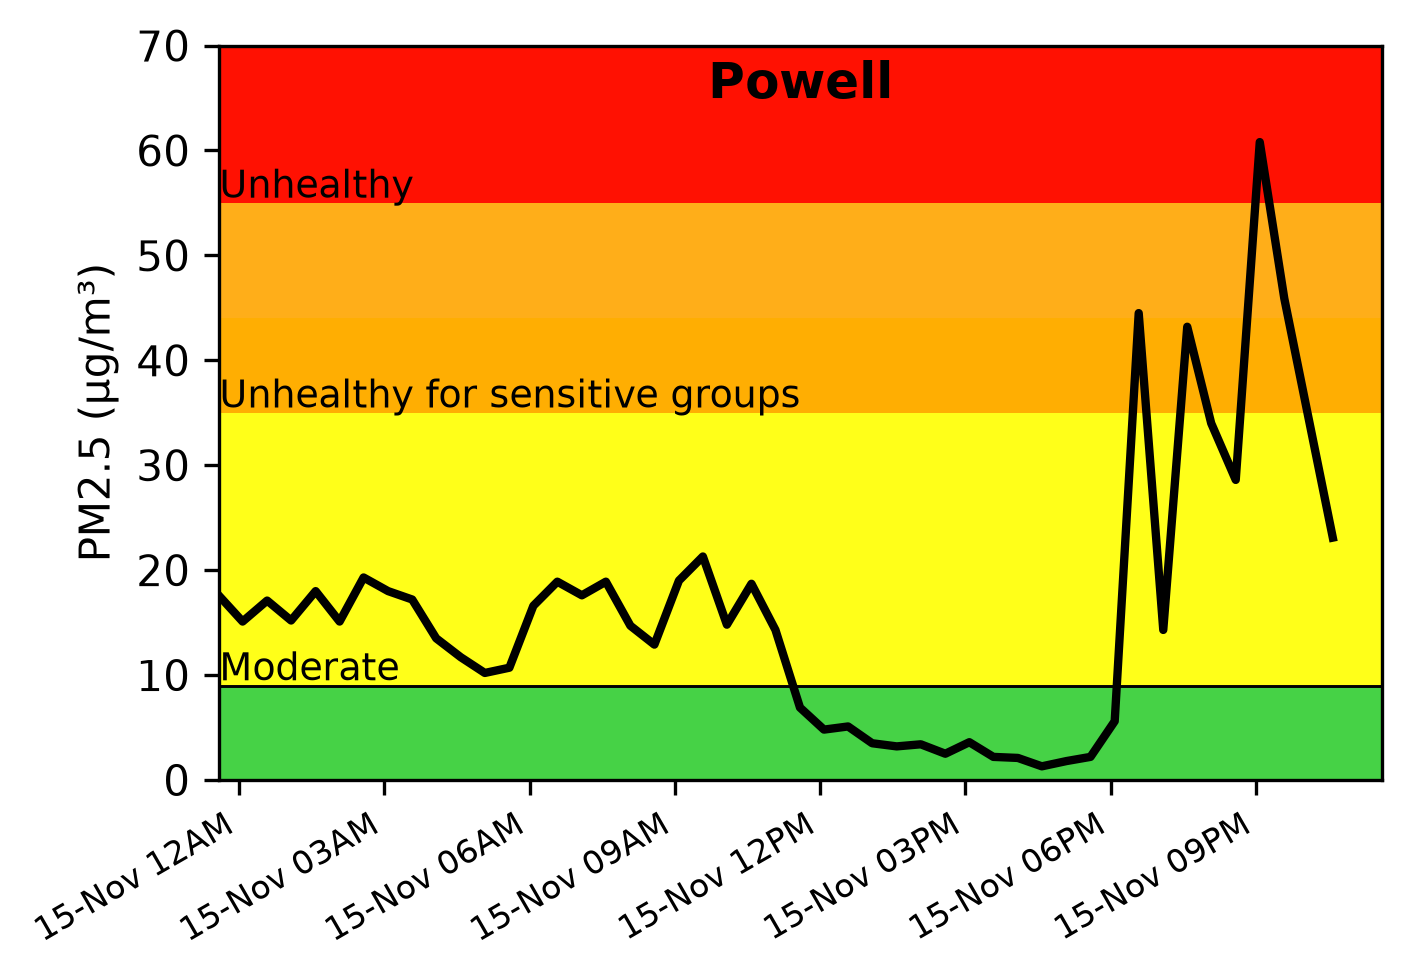 Powell
PM2.5 (µg/m³)
70
60
50
40
30
20
10
0
Unhealthy
Unhealthy for sensitive groups
Moderate
15-Nov 12AM
15-Nov 03AM
15-Nov 06AM
15-Nov 09AM
15-Nov 12PM
15-Nov 03PM
15-Nov 06PM
15-Nov 09PM